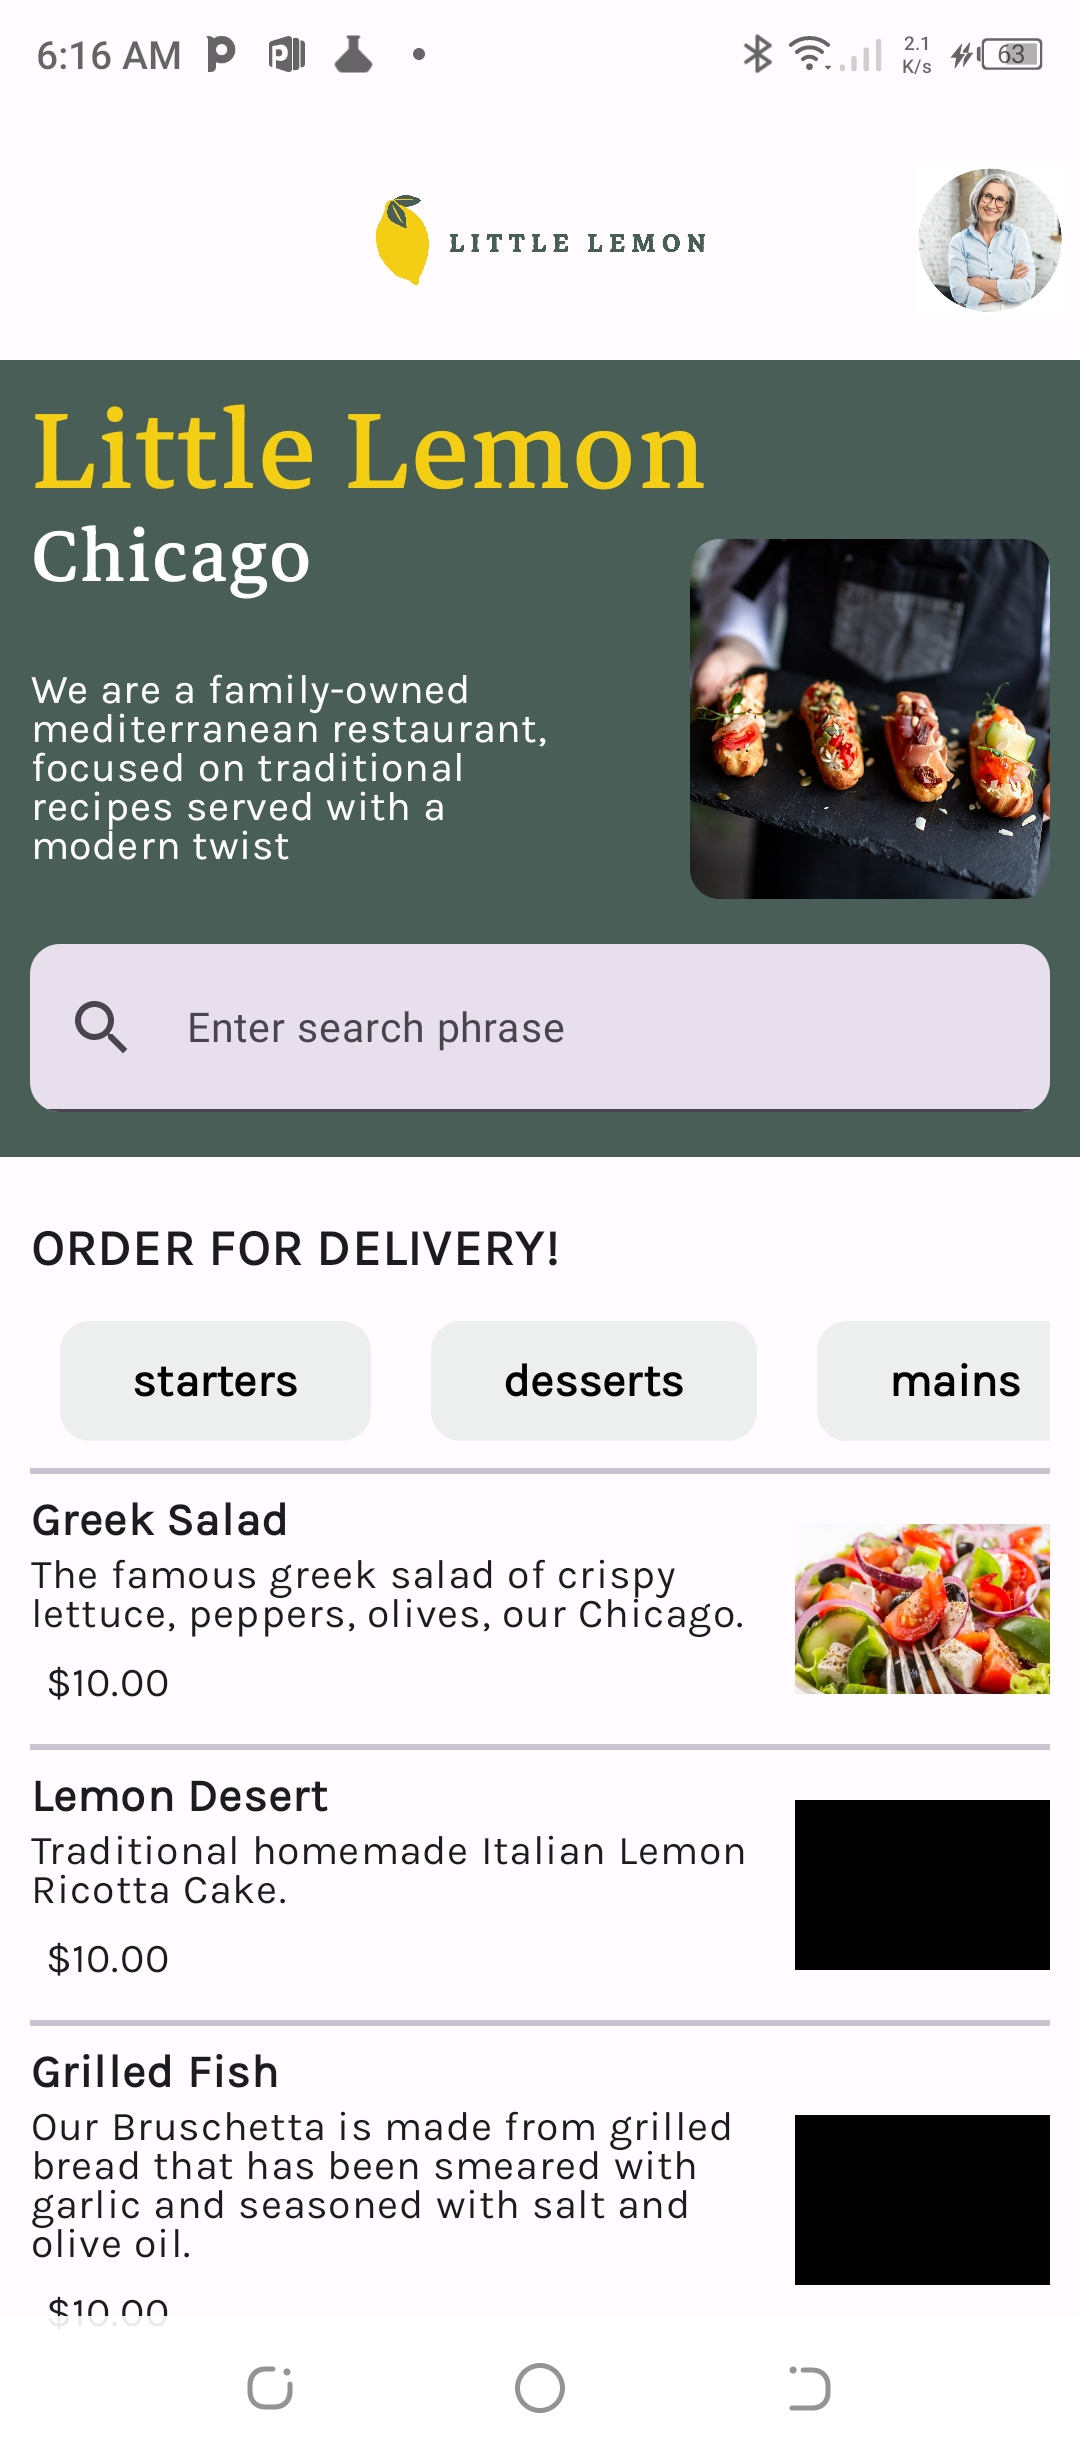 6:16 AM
2.1
K/s
63
LITTLE LEMON
Little Lemon
Chicago
We are a family-owned
mediterranean restaurant,
focused on traditional
recipes served with a
modern twist
Enter search phrase
ORDER FOR DELIVERY!
starters
desserts
mains
Greek Salad
The famous greek salad of crispy
lettuce, peppers, olives, our Chicago.
$10.00
Lemon Desert
Traditional homemade Italian Lemon
Ricotta Cake.
$10.00
Grilled Fish
Our Bruschetta is made from grilled
bread that has been smeared with
garlic and seasoned with salt and
olive oil.
$10.00